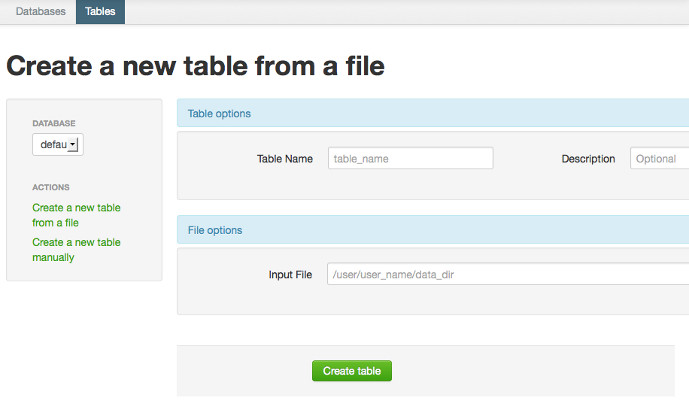 Databases Tables
Create a new table from a file
DATABASE
defau
ACTIONS
Create a new table
from a file
Create a new table
manually
Table options
Table Name table_name Description Optional
File options
Input File /user/user_name/data_dir
Create table